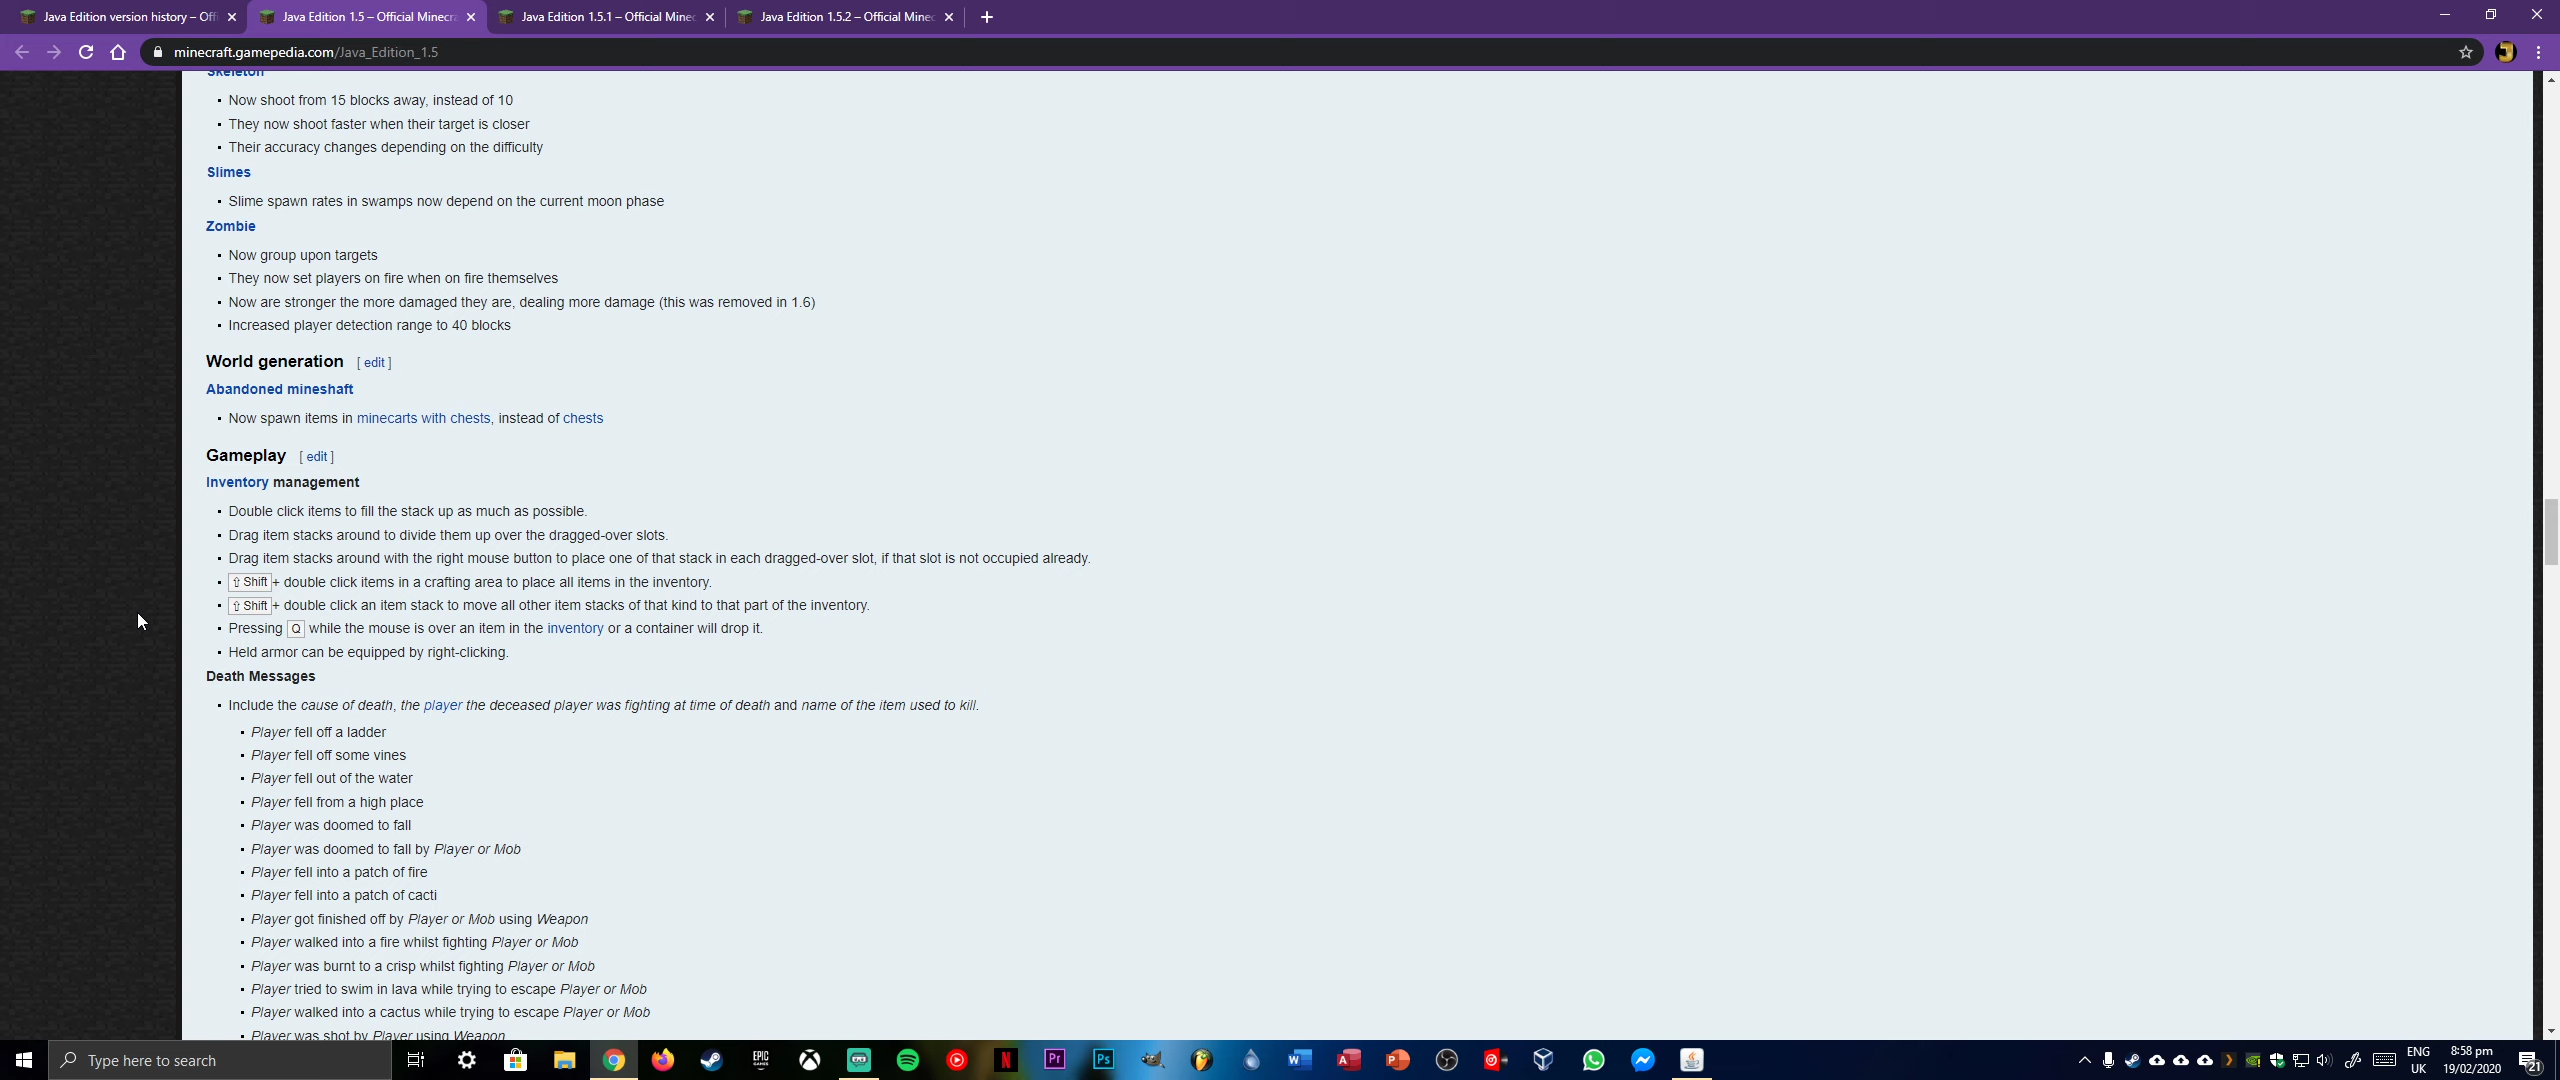 Java Edition version history – Offi
Java Edition 1.5 – Official Minecra
Java Edition 1.5.1 – Official Minec
Java Edition 1.5.2 – Official Minec
minecraft.gamepedia.com/Java_Edition_1.5
Skeleton
Now shoot from 15 blocks away, instead of 10
They now shoot faster when their target is closer
Their accuracy changes depending on the difficulty
Slimes
Slime spawn rates in swamps now depend on the current moon phase
Zombie
Now group upon targets
They now set players on fire when on fire themselves
Now are stronger the more damaged they are, dealing more damage (this was removed in 1.6)
Increased player detection range to 40 blocks
World generation [ edit ]
Abandoned mineshaft
Now spawn items in minecarts with chests, instead of chests
Gameplay [ edit ]
Inventory management
Double click items to fill the stack up as much as possible.
Drag item stacks around to divide them up over the dragged-over slots.
Drag item stacks around with the right mouse button to place one of that stack in each dragged-over slot, if that slot is not occupied already.
⇧ Shift + double click items in a crafting area to place all items in the inventory.
⇧ Shift + double click an item stack to move all other item stacks of that kind to that part of the inventory.
Pressing Q while the mouse is over an item in the inventory or a container will drop it.
Held armor can be equipped by right-clicking.
Death Messages
Include the cause of death, the player the deceased player was fighting at time of death and name of the item used to kill.
Player fell off a ladder
Player fell off some vines
Player fell out of the water
Player fell from a high place
Player was doomed to fall
Player was doomed to fall by Player or Mob
Player fell into a patch of fire
Player fell into a patch of cacti
Player got finished off by Player or Mob using Weapon
Player walked into a fire whilst fighting Player or Mob
Player was burnt to a crisp whilst fighting Player or Mob
Player tried to swim in lava while trying to escape Player or Mob
Player walked into a cactus while trying to escape Player or Mob
Player was shot by Player using Weapon
Type here to search
EPIC GAMES
N
Pr
Ps
W
A
P
ENG
UK
8:58 pm
19/02/2020
21